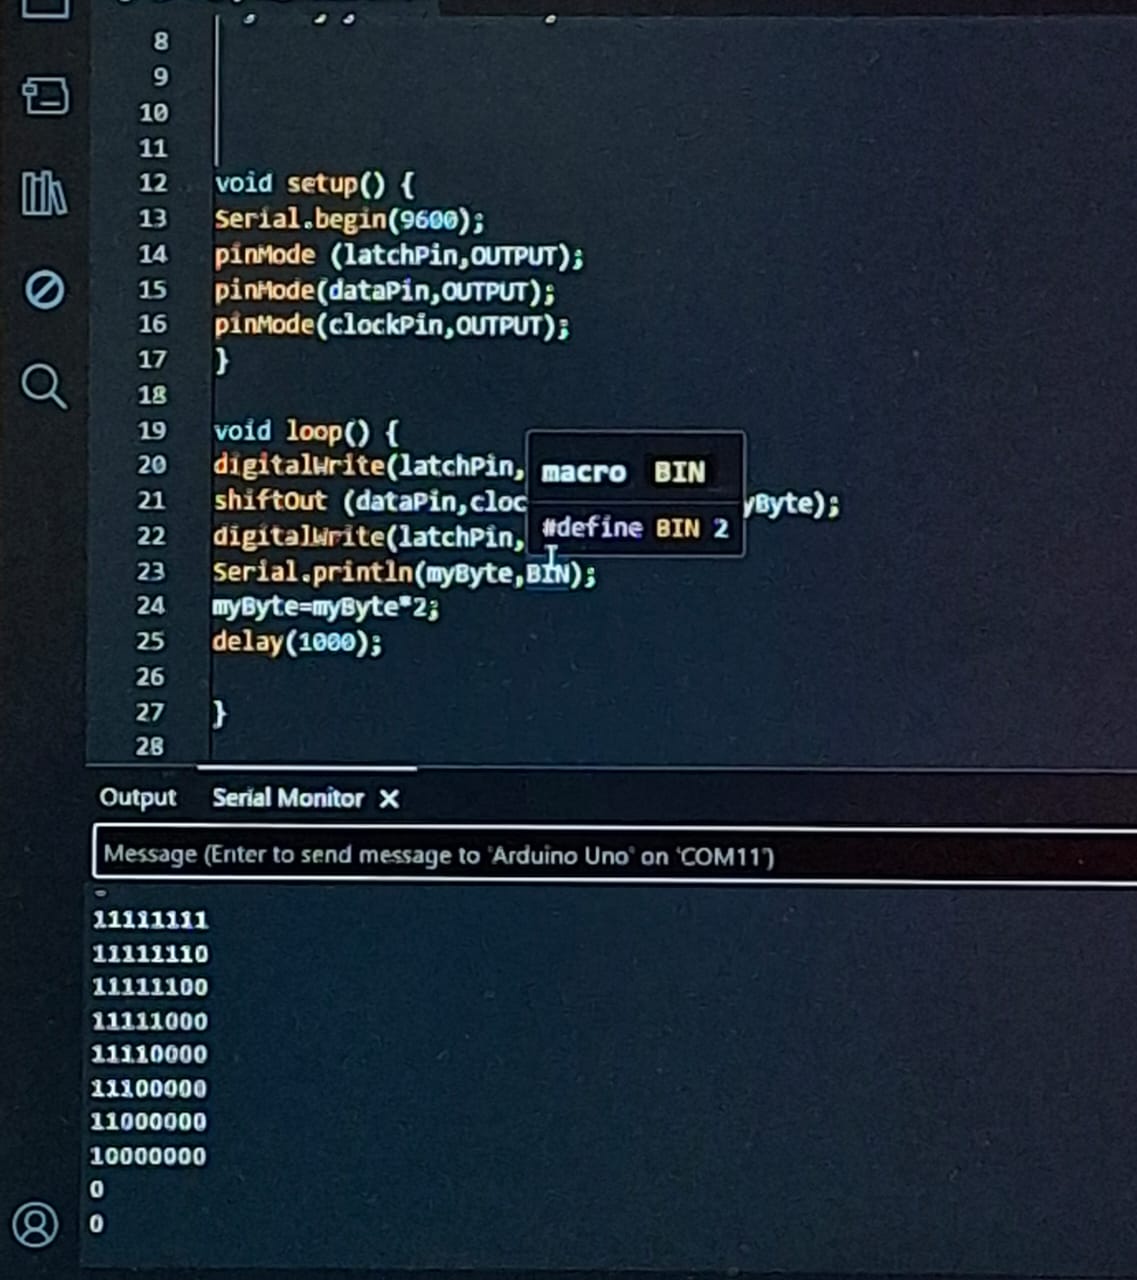 8
9
10
11
12 void setup() {
13 Serial.begin(9600);
14 pinMode (latchPin,OUTPUT);
15 pinMode(dataPin,OUTPUT);
16 pinMode(clockPin,OUTPUT);
17 }
18
19 void loop() {
20 digitalWrite(latchPin,
macro BIN
21 shiftOut (dataPin,cloc yByte);
#define BIN 2
22 digitalWrite(latchPin,
23 Serial.println(myByte,BIN);
24 myByte=myByte*2;
25 delay(1000);
26
27 }
28
Output Serial Monitor X
Message (Enter to send message to 'Arduino Uno' on 'COM11')
11111111
11111110
11111100
11111000
11110000
11100000
11000000
10000000
0
0